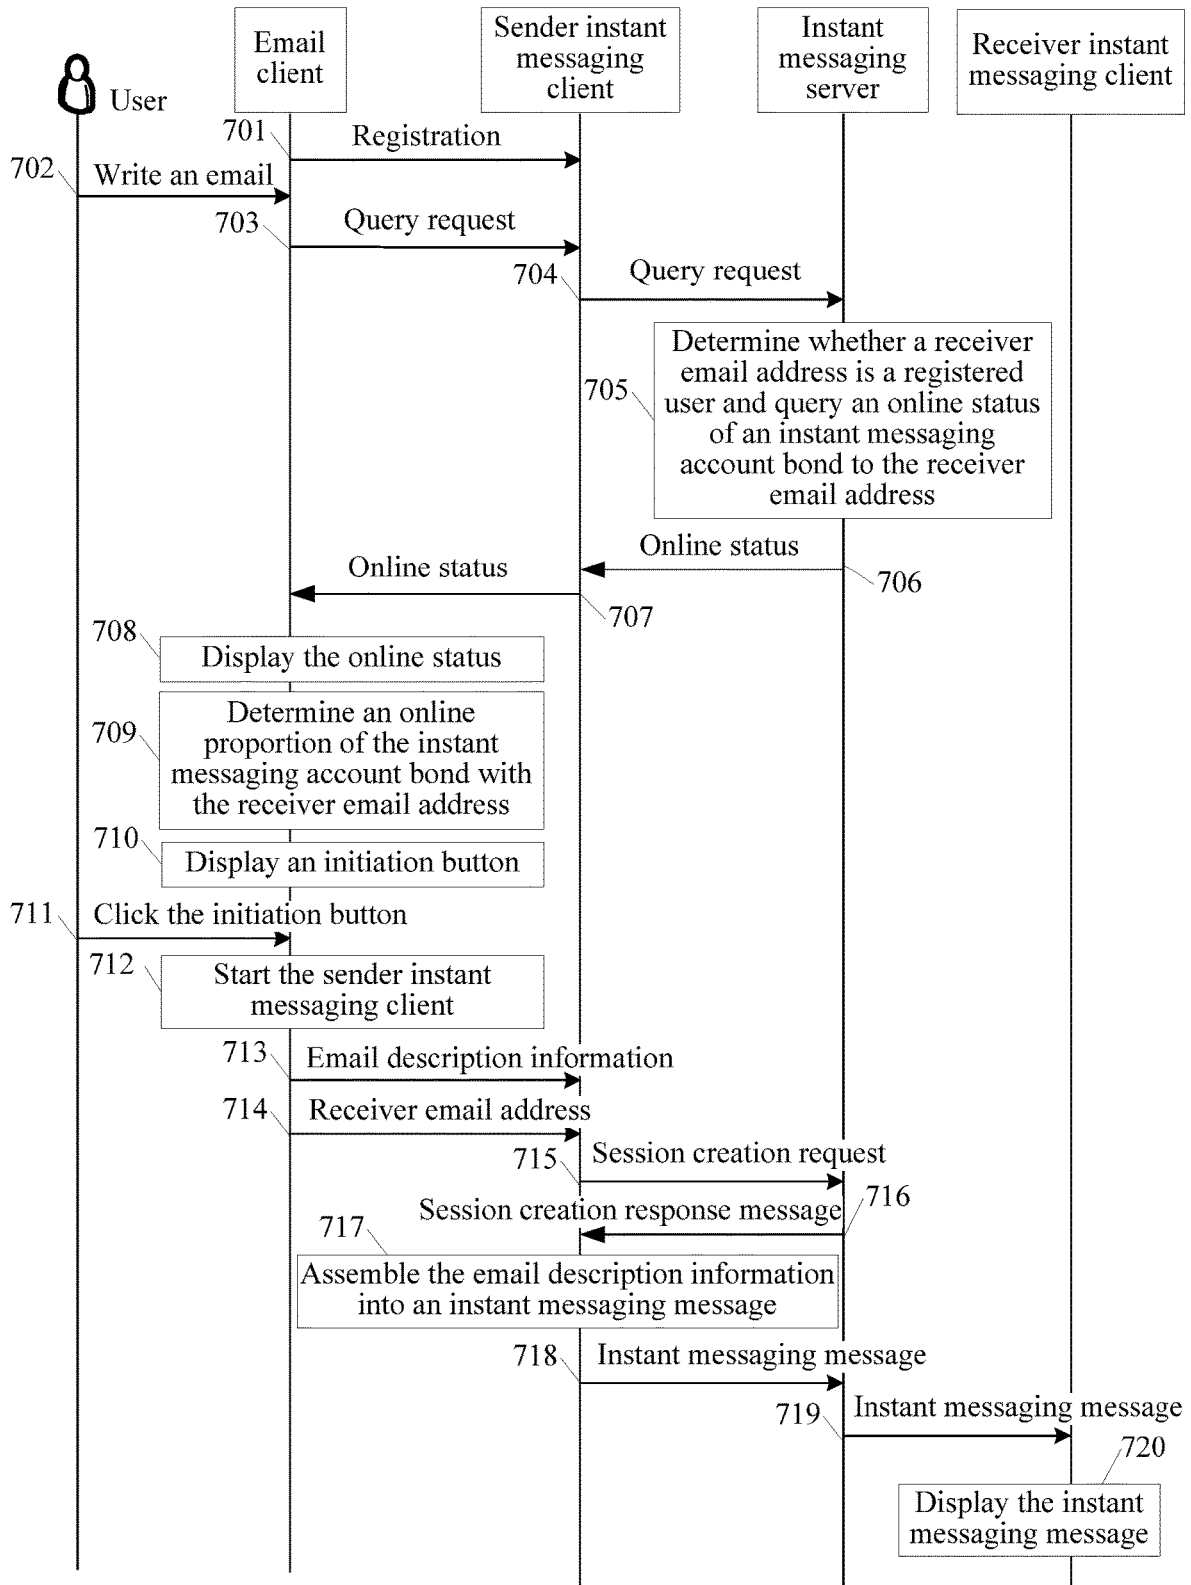 Email
client
Sender instant
messaging
client
Instant
messaging
server
Receiver instant
messaging client
User
701
Registration
702
Write an email
703
Query request
704
Query request
705
Determine whether a receiver
email address is a registered
user and query an online status
of an instant messaging
account bond to the receiver
email address
Online status
706
Online status
707
708
Display the online status
709
Determine an online
proportion of the instant
messaging account bond with
the receiver email address
710
Display an initiation button
711
Click the initiation button
712
Start the sender instant
messaging client
713
Email description information
714
Receiver email address
715
Session creation request
716
Session creation response message
717
Assemble the email description information
into an instant messaging message
718
Instant messaging message
719
Instant messaging message
720
Display the instant
messaging message